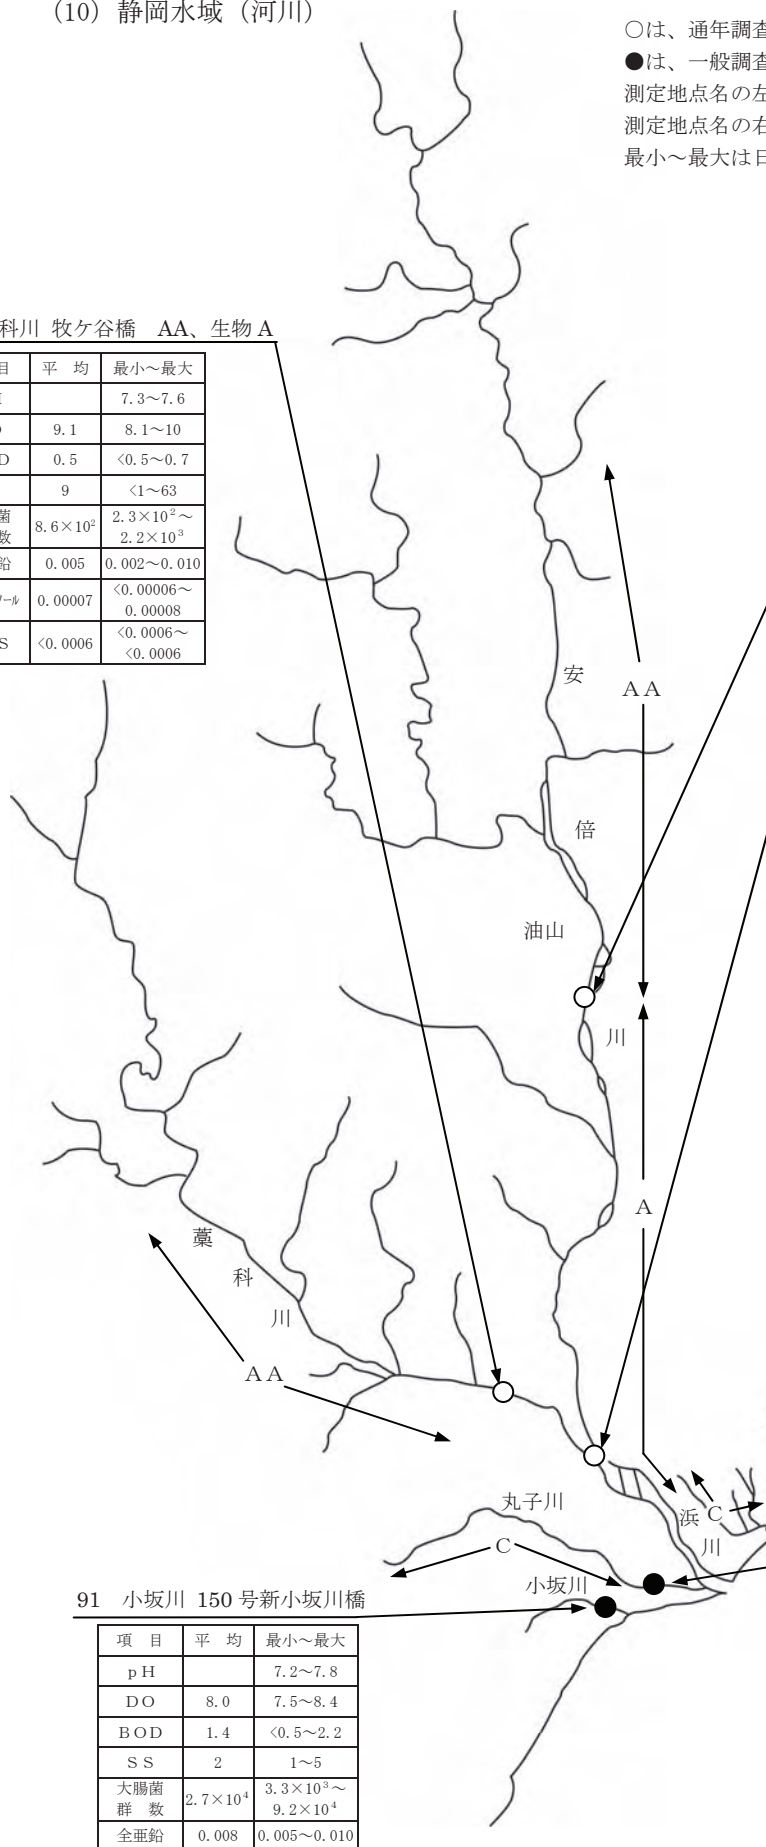 (10) 静岡水域（河川）
○は、通年調査
●は、一般調査
測定地点名の左
測定地点名の右
最小～最大は日
科川 牧ケ谷橋 AA、生物A
目 平 均 最小～最大
7.3～7.6
9.1 8.1～10
D 0.5 <0.5～0.7
9 <1～63
菌
数 8.6×10² 2.3×10²～
2.2×10³
鉛 0.005 0.002～0.010
ノール 0.00007 <0.00006～
0.00008
S <0.0006 <0.0006～
<0.0006
安
AA
倍
油山
川
A
藁
科
川
AA
丸子川
浜
C
川
C
小坂川
91 小坂川 150号新小坂川橋
項 目 平 均 最小～最大
pH 7.2～7.8
DO 8.0 7.5～8.4
BOD 1.4 <0.5～2.2
SS 2 1～5
大腸菌
群 数 2.7×10⁴ 3.3×10³～
9.2×10⁴
全亜鉛 0.008 0.005～0.010